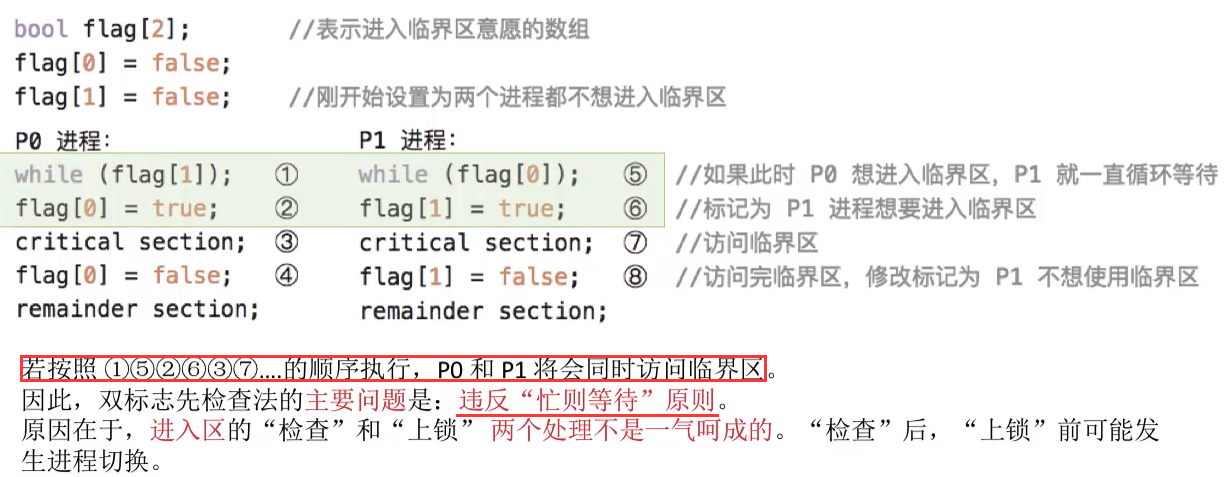 bool flag[2]; //表示进入临界区意愿的数组
flag[0] = false;
flag[1] = false; //刚开始设置为两个进程都不想进入临界区
P0 进程： P1 进程：
while (flag[1]); ① while (flag[0]); ⑤ //如果此时 P0 想进入临界区，P1 就一直循环等待
flag[0] = true; ② flag[1] = true; ⑥ //标记为 P1 进程想要进入临界区
critical section; ③ critical section; ⑦ //访问临界区
flag[0] = false; ④ flag[1] = false; ⑧ //访问完临界区，修改标记为 P1 不想使用临界区
remainder section; remainder section;
若按照 ①⑤②⑥③⑦....的顺序执行，P0 和 P1 将会同时访问临界区。
因此，双标志先检查法的主要问题是：违反“忙则等待”原则。
原因在于，进入区的“检查”和“上锁” 两个处理不是一气呵成的。“检查”后，“上锁”前可能发
生进程切换。